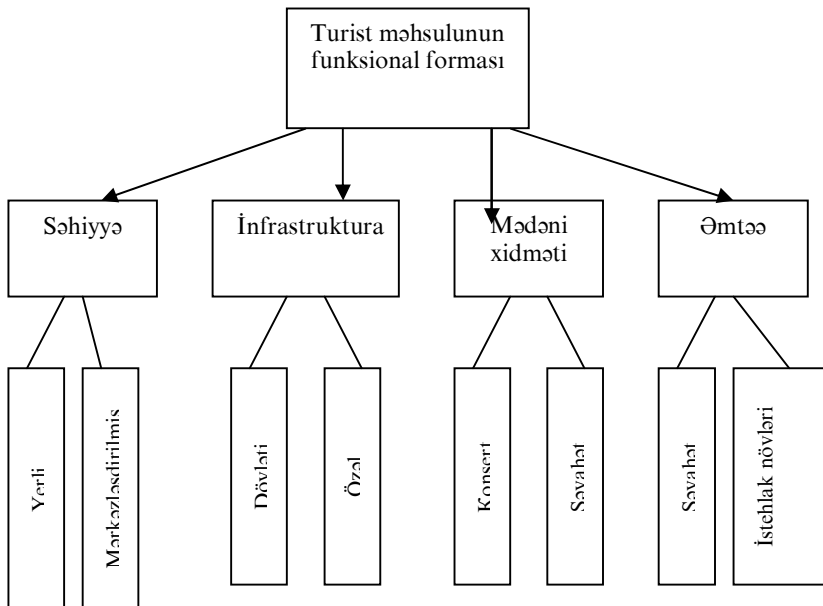 Turist məhsulunun
funksional forması
Səhiyyə
İnfrastruktura
Mədəni
xidməti
Əmtəə
Yerli
Mərkəzləşdirilmiş
Dövləti
Özəl
Konsert
Səyahət
Səyahət
İstehlak növləri